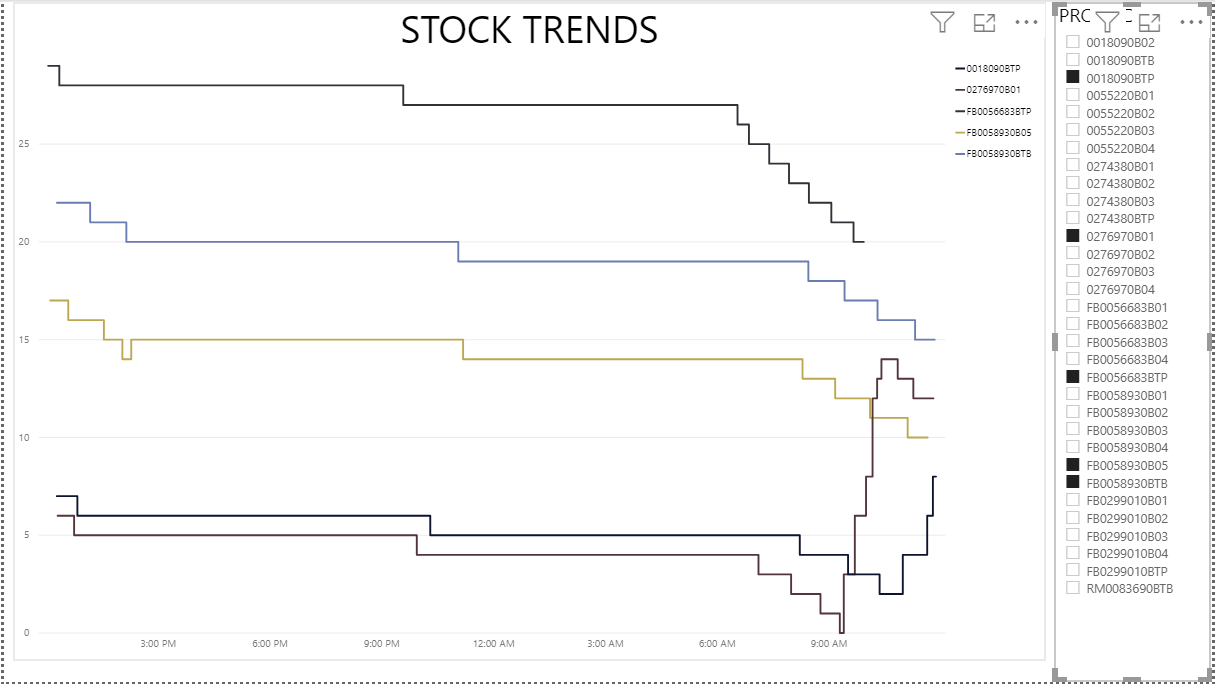 STOCK TRENDS
0018090BTP
0276970B01
FB0056683BTP
FB0058930B05
FB0058930BTB
25
20
15
10
5
0
3:00 PM
6:00 PM
9:00 PM
12:00 AM
3:00 AM
6:00 AM
9:00 AM
0018090B02
0018090BTB
0018090BTP
0055220B01
0055220B02
0055220B03
0055220B04
0274380B01
0274380B02
0274380B03
0274380BTP
0276970B01
0276970B02
0276970B03
0276970B04
FB0056683B01
FB0056683B02
FB0056683B03
FB0056683B04
FB0056683BTP
FB0058930B01
FB0058930B02
FB0058930B03
FB0058930B04
FB0058930B05
FB0058930BTB
FB0299010B01
FB0299010B02
FB0299010B03
FB0299010B04
FB0299010BTP
RM0083690BTB